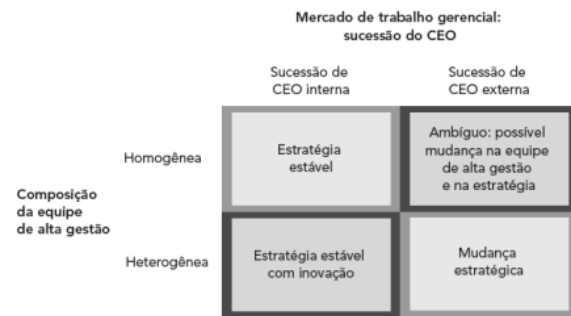 Mercado de trabalho gerencial:
sucessão do CEO
Sucessão de
CEO interna
Sucessão de
CEO externa
Composição
da equipe
de alta gestão
Homogênea
Estratégia
estável
Ambíguo: possível
mudança na equipe
de alta gestão
e na estratégia
Heterogênea
Estratégia estável
com inovação
Mudança
estratégica